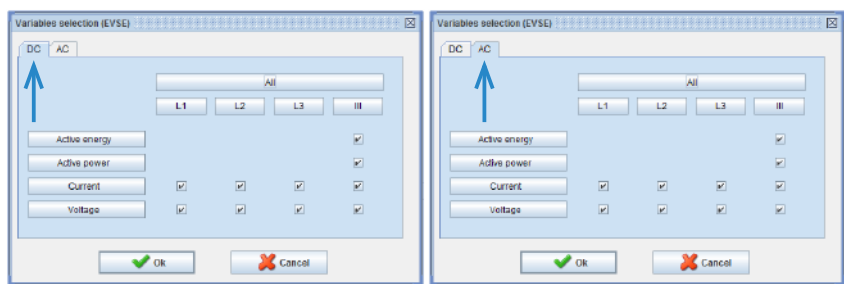 Variables selection (EVSE)
DC AC
All
L1 L2 L3 III
Active energy
Active power
Current
Voltage
Ok Cancel
Variables selection (EVSE)
DC AC
All
L1 L2 L3 III
Active energy
Active power
Current
Voltage
Ok Cancel